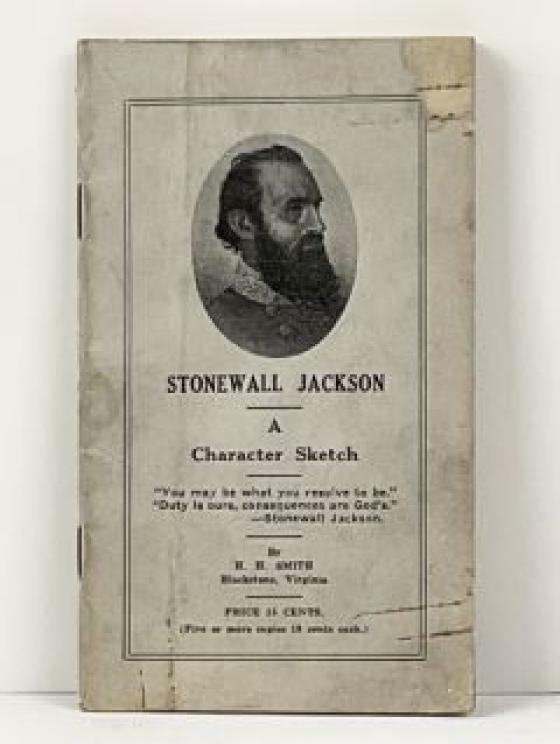 STONEWALL JACKSON
A
Character Sketch
"You may be what you resolve to be."
"Duty is ours, consequences are God's."
—Stonewall Jackson.
By
H. H. SMITH
Blackstone, Virginia
PRICE 15 CENTS.
(Five or more copies 10 cents each.)